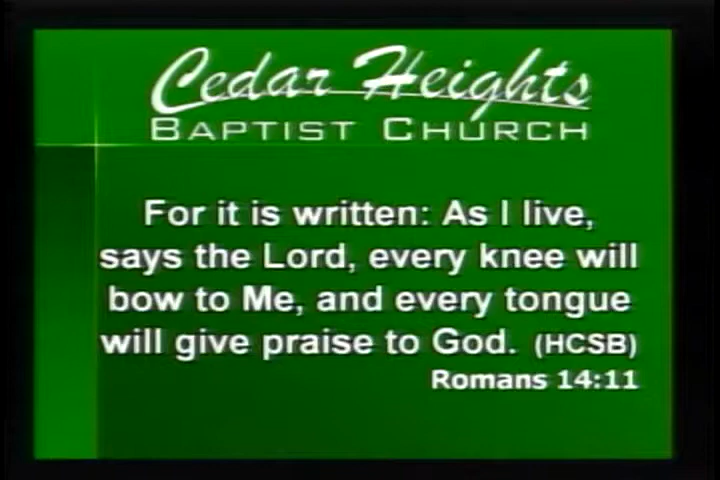 Cedar Heights
BAPTIST CHURCH
For it is written: As I live,
says the Lord, every knee will
bow to Me, and every tongue
will give praise to God. (HCSB)
Romans 14:11